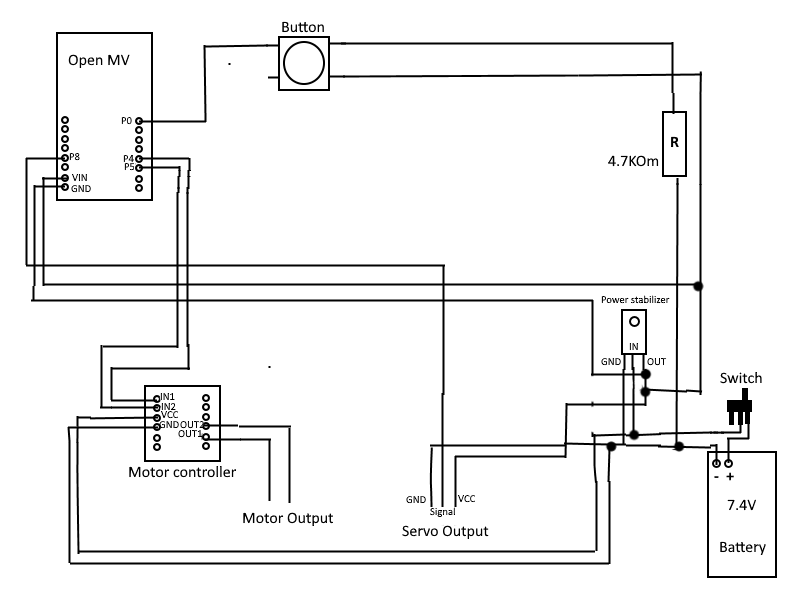 Button
Open MV
P0
P8
P4
P5
VIN
GND
R
4.7KOm
Power stabilizer
IN
GND
OUT
Switch
IN1
IN2
VCC
GND
OUT2
OUT1
Motor controller
- +
7.4V
Battery
GND
VCC
Signal
Motor Output
Servo Output